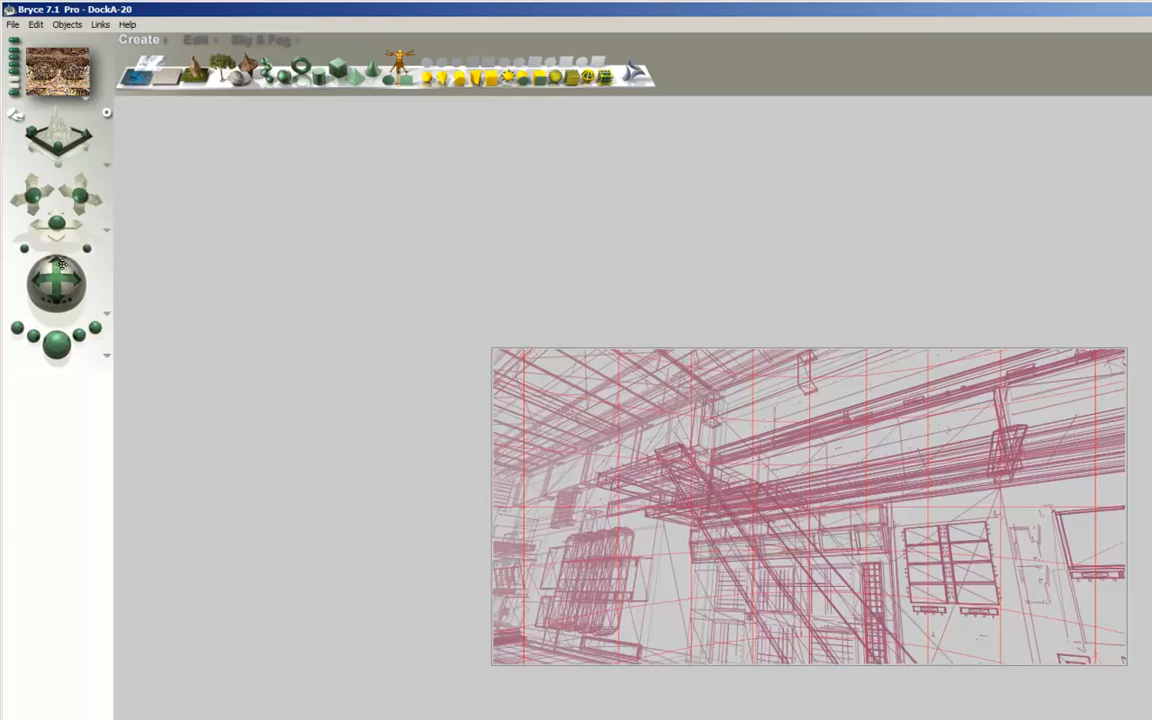 Bryce 7.1 Pro - DockA-20
File Edit Objects Links Help
Create Edit Sky & Fog